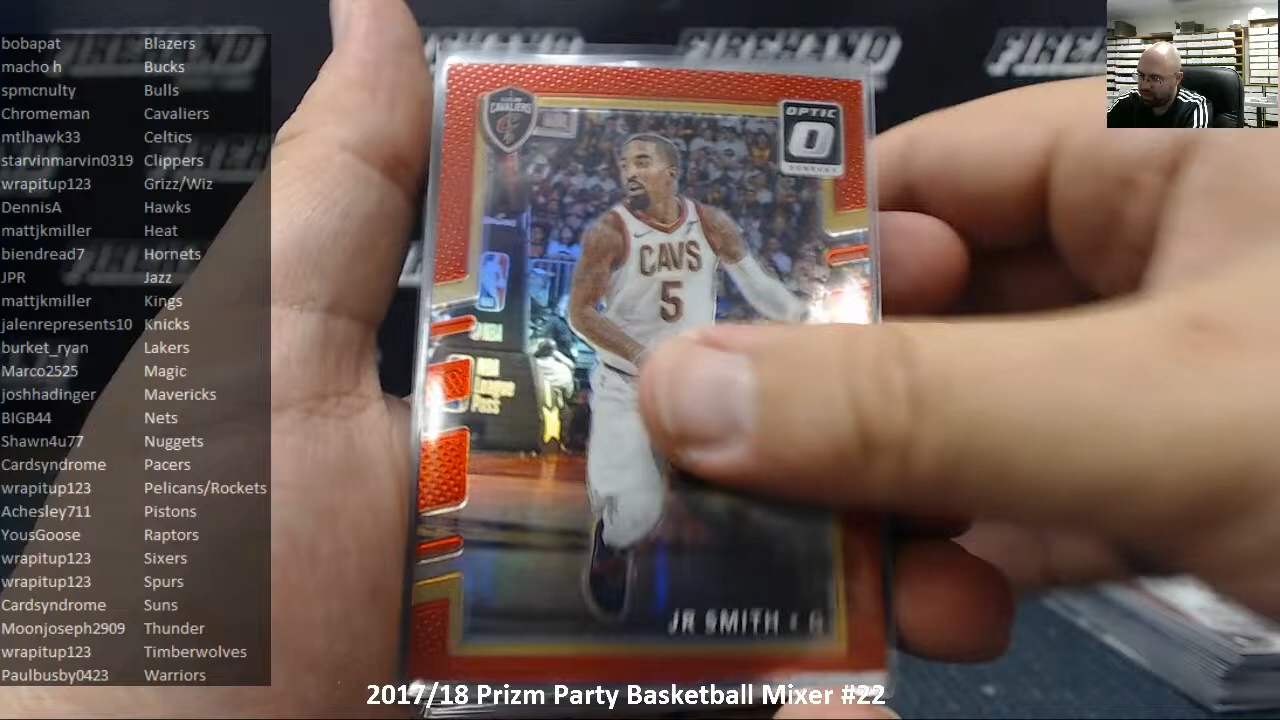 bobapat Blazers
macho h Bucks
spmcnulty Bulls
Chromeman Cavaliers
mtlhawk33 Celtics
starvinmarvin0319 Clippers
wrapitup123 Grizz/Wiz
DennisA Hawks
mattjkmiller Heat
biendread7 Hornets
JPR Jazz
mattjkmiller Kings
jalenrepresents10 Knicks
burket_ryan Lakers
Marco2525 Magic
joshhadinger Mavericks
BIGB44 Nets
Shawn4u77 Nuggets
Cardsyndrome Pacers
wrapitup123 Pelicans/Rockets
Achesley711 Pistons
YousGoose Raptors
wrapitup123 Sixers
wrapitup123 Spurs
Cardsyndrome Suns
Moonjoseph2909 Thunder
wrapitup123 Timberwolves
Paulbusby0423 Warriors
CAVALIERS
OPTIC
DONRUSS
CAVS
5
NBA
League
Pass
JR SMITH
2017/18 Prizm Party Basketball Mixer #22